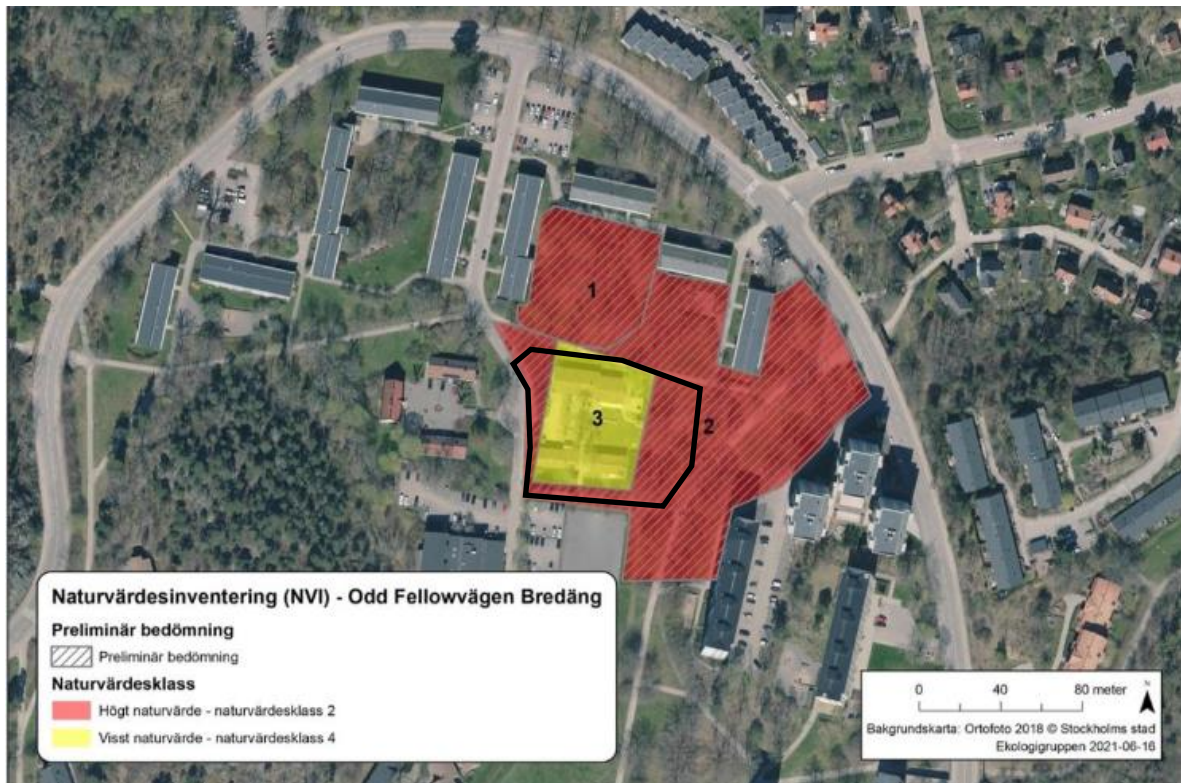 1
3
2
Naturvärdesinventering (NVI) - Odd Fellowvägen Bredäng
Preliminär bedömning
Preliminär bedömning
Naturvärdesklass
Högt naturvärde - naturvärdesklass 2
Visst naturvärde - naturvärdesklass 4
0 40 80 meter
N
Bakgrundskarta: Ortofoto 2018 © Stockholms stad
Ekologigruppen 2021-06-16